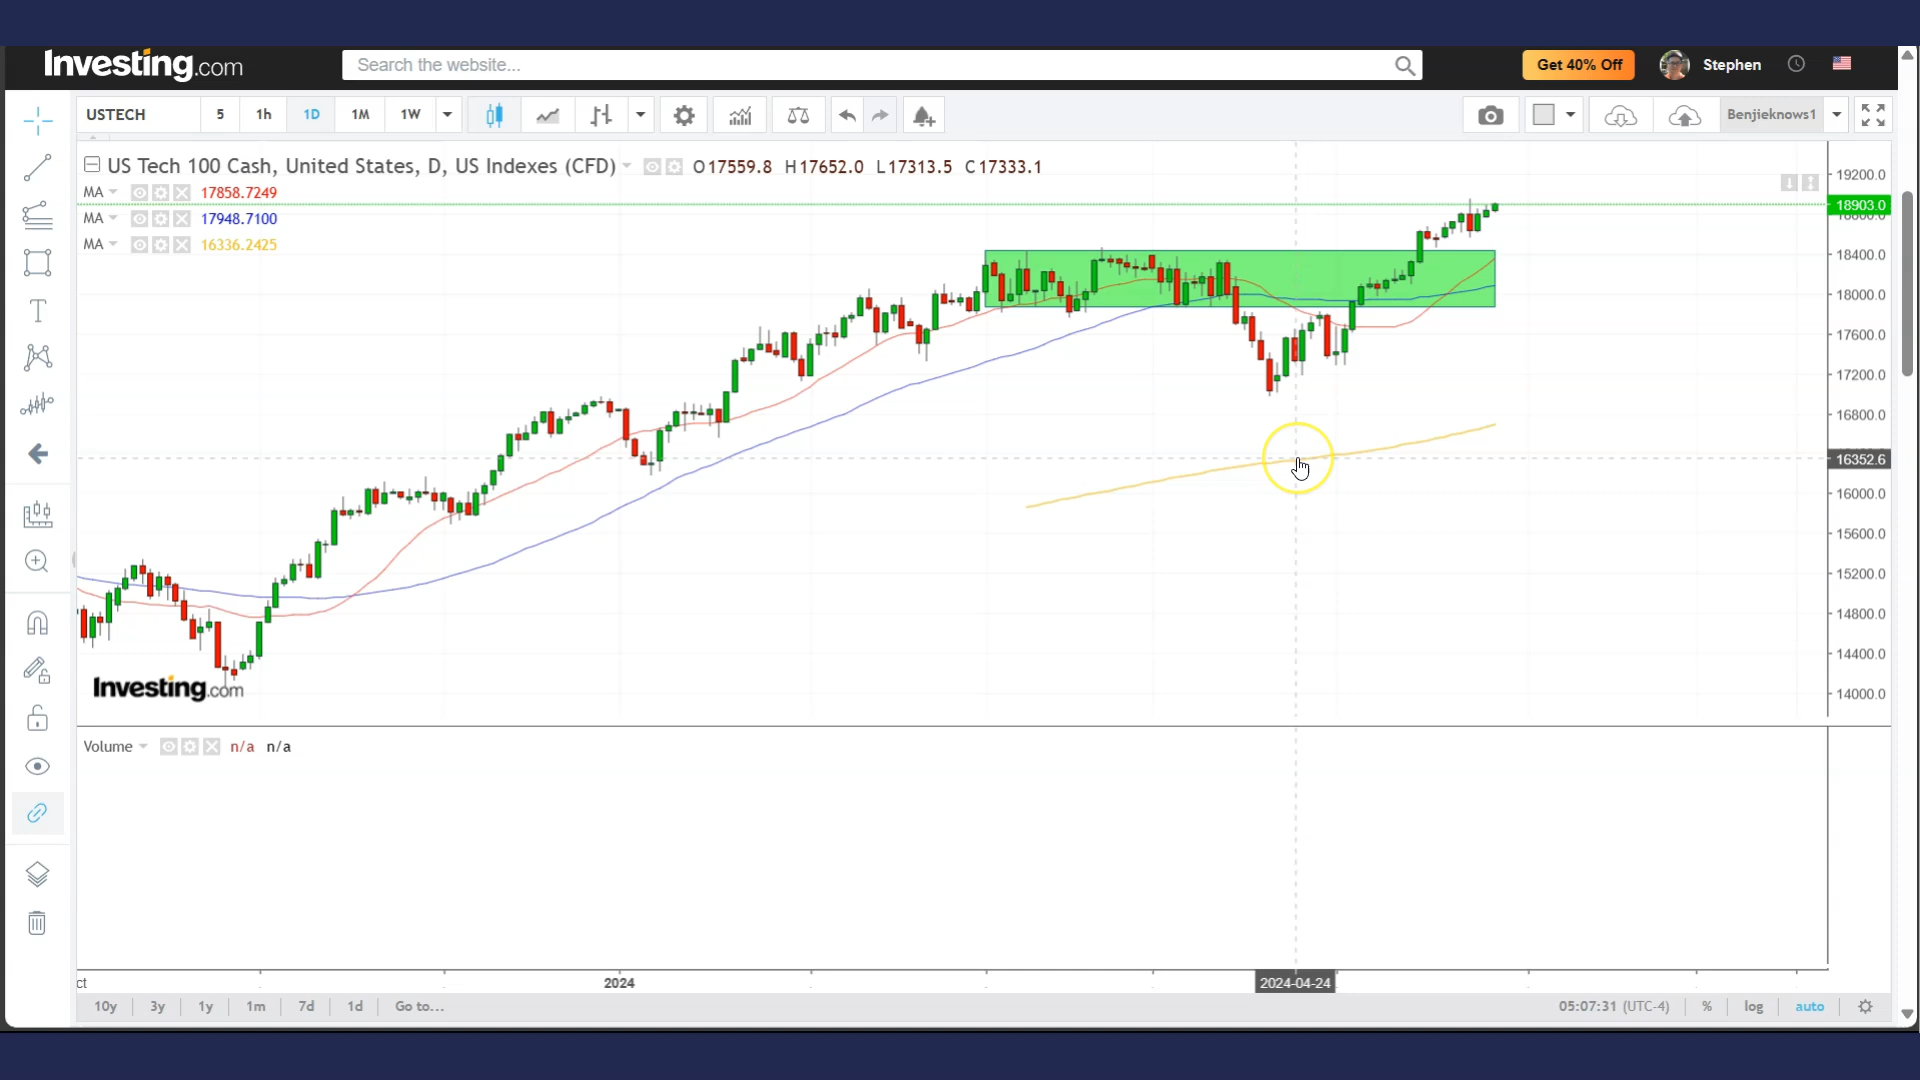 Investing.com
Search the website...
Get 40% Off
Stephen
USTECH
5
1h
1D
1M
1W
Benjieknows1
US Tech 100 Cash, United States, D, US Indexes (CFD)
O17559.8 H17652.0 L17313.5 C17333.1
MA 17858.7249
MA 17948.7100
MA 16336.2425
19200.0
18903.0
18400.0
18000.0
17600.0
17200.0
16800.0
16352.6
16000.0
15600.0
15200.0
14800.0
14400.0
14000.0
Investing.com
Volume n/a n/a
ct
2024
2024-04-24
10y
3y
1y
1m
7d
1d
Go to...
05:07:31 (UTC-4)
%
log
auto